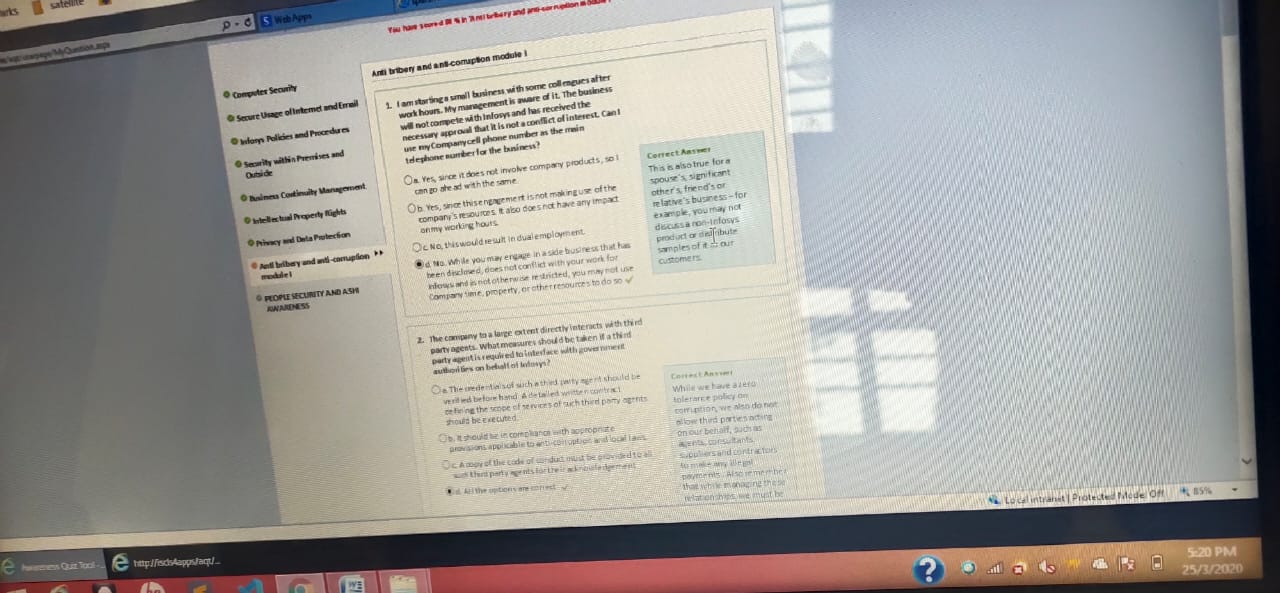 satellite
Web Apps
You have scored % in Anti bribery and anti-corruption module
Anti bribery and anti-corruption module I
Computer Security
Secure Usage of Internet and Email
Infosys Policies and Procedures
Security within Premises and
Outside
Business Continuity Management
Intellectual Property Rights
Privacy and Data Protection
Anti bribery and anti-corruption
module I
PEOPLE SECURITY AND ASHI
AWARENESS
1. I am starting a small business with some colleagues after
work hours. My management is aware of it. The business
will not compete with Infosys and has received the
necessary approval that it is not a conflict of interest. Can I
use my Company cell phone number as the main
telephone number for the business?
a. Yes, since it does not involve company products, so I
can go ahead with the same.
b. Yes, since this engagement is not making use of the
company's resources. It also does not have any impact
on my working hours.
c. No, this would result in dual employment.
d. No. While you may engage in a side business that has
been disclosed, does not conflict with your work for
Infosys and is not otherwise restricted, you may not use
Company time, property, or other resources to do so
Correct Answer
This is also true for a
spouse's, significant
other's, friend's or
relative's business – for
example, you may not
discuss a non-Infosys
product or distribute
samples of it to our
customers.
2. The company to a large extent directly interacts with third
party agents. What measures should be taken if a third
party agent is required to interface with government
authorities on behalf of Infosys?
a. The credentials of such a third party agent should be
verified before hand. A detailed written contract
defining the scope of services of such third party agents
should be executed.
b. It should be in compliance with appropriate
provisions applicable to anti-corruption and local laws
c. A copy of the code of conduct must be provided to all
such third party agents for their acknowledgement
d. All the options are correct
Correct Answer
While we have a zero
tolerance policy on
corruption, we also do not
allow third parties acting
on our behalf, such as
agents, consultants,
suppliers and contractors
to make any illegal
payments. Also remember
that while managing these
relationships, we must be
Local intranet | Protected Mode: Off
85%
Awareness Quiz Tool -...
http://iscls4apps/aqt/...
5:20 PM
25/3/2020